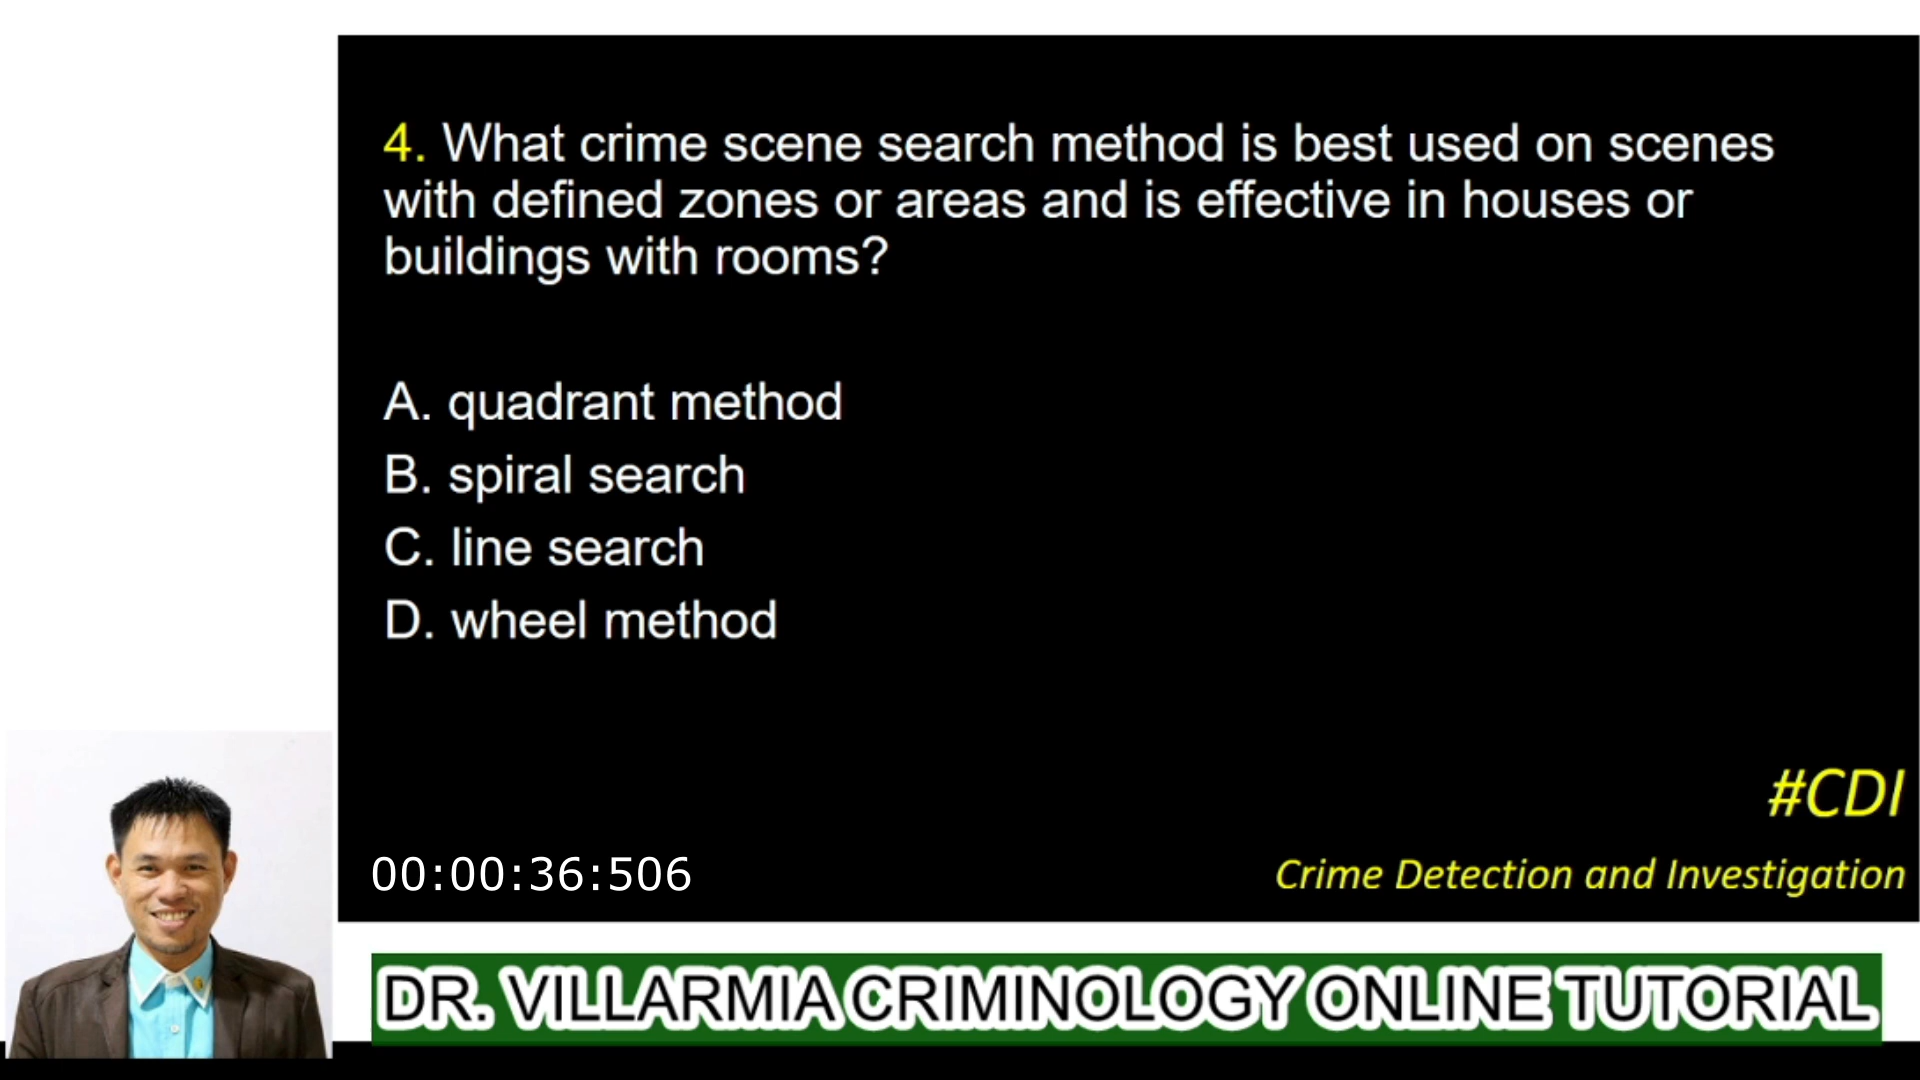 4. What crime scene search method is best used on scenes
with defined zones or areas and is effective in houses or
buildings with rooms?
A. quadrant method
B. spiral search
C. line search
D. wheel method
#CDI
00:00:36:506
Crime Detection and Investigation
DR. VILLARMIA CRIMINOLOGY ONLINE TUTORIAL